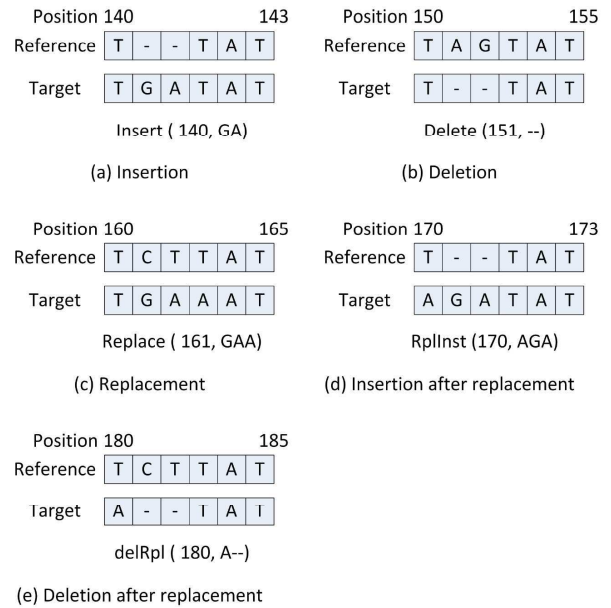 Position 140 143
Reference T - - T A T
Target T G A T A T
Insert ( 140, GA)
(a) Insertion
Position 150 155
Reference T A G T A T
Target T - - T A T
Delete (151, --)
(b) Deletion
Position 160 165
Reference T C T T A T
Target T G A A A T
Replace ( 161, GAA)
(c) Replacement
Position 170 173
Reference T - - T A T
Target A G A T A T
RplInst (170, AGA)
(d) Insertion after replacement
Position 180 185
Reference T C T T A T
Target A - - T A T
delRpl ( 180, A--)
(e) Deletion after replacement